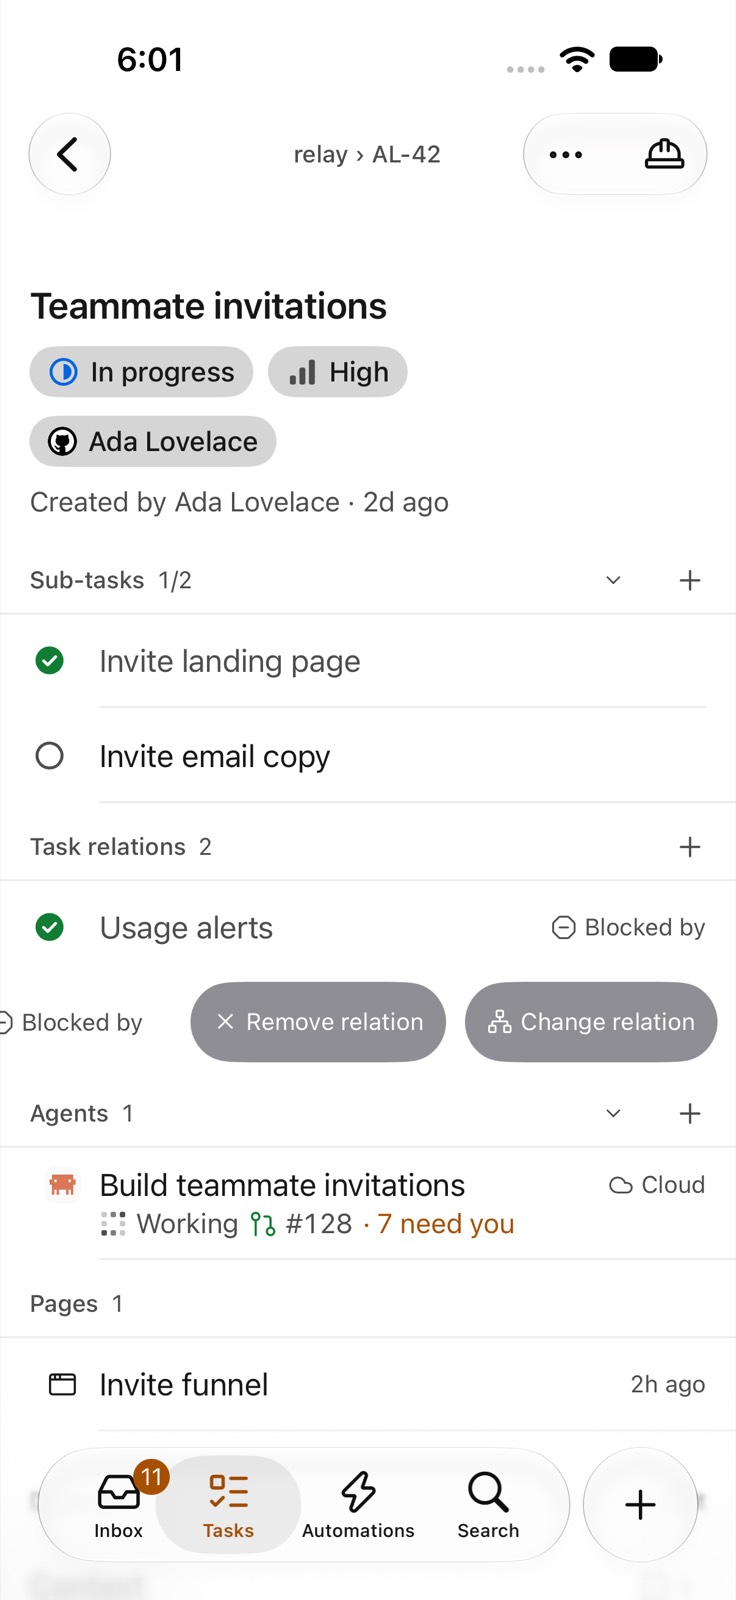 6:01
relay › AL-42
Teammate invitations
In progress
High
Ada Lovelace
Created by Ada Lovelace · 2d ago
Sub-tasks 1/2
Invite landing page
Invite email copy
Task relations 2
Usage alerts Blocked by
Blocked by Remove relation Change relation
Agents 1
Build teammate invitations Cloud
Working #128 · 7 need you
Pages 1
Invite funnel 2h ago
11
Inbox Tasks Automations Search